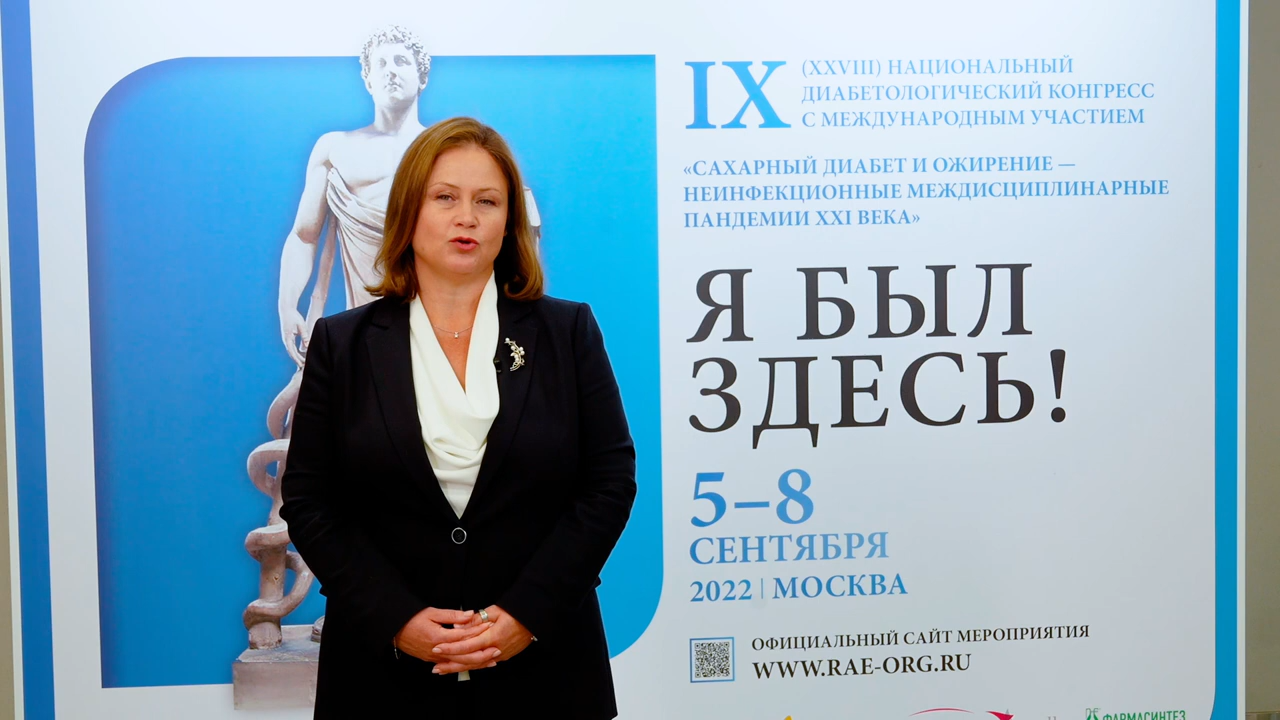 IX
(XXVIII) НАЦИОНАЛЬНЫЙ
ДИАБЕТОЛОГИЧЕСКИЙ КОНГРЕСС
С МЕЖДУНАРОДНЫМ УЧАСТИЕМ
«САХАРНЫЙ ДИАБЕТ И ОЖИРЕНИЕ —
НЕИНФЕКЦИОННЫЕ МЕЖДИСЦИПЛИНАРНЫЕ
ПАНДЕМИИ XXI ВЕКА»
Я БЫЛ
ЗДЕСЬ!
5–8
СЕНТЯБРЯ
2022 | МОСКВА
ОФИЦИАЛЬНЫЙ САЙТ МЕРОПРИЯТИЯ
WWW.RAE-ORG.RU
ФАРМАСИНТЕЗ